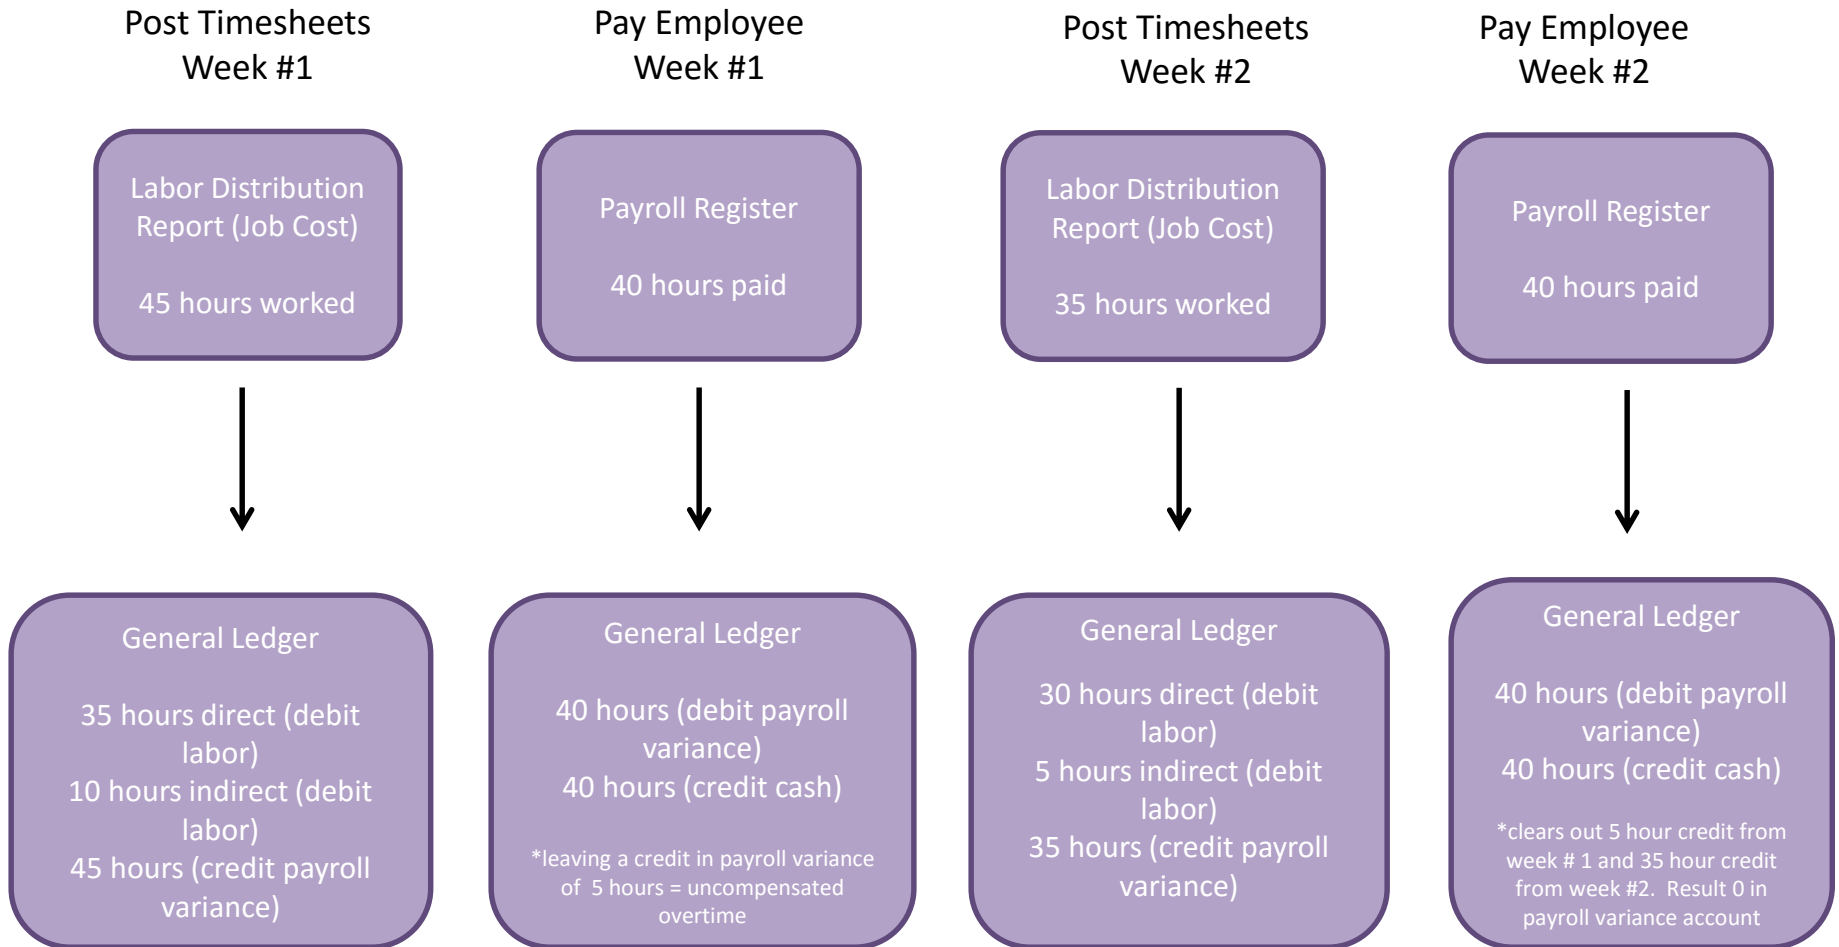 Post Timesheets
Week #1
Labor Distribution
Report (Job Cost)
45 hours worked
General Ledger
35 hours direct (debit
labor)
10 hours indirect (debit
labor)
45 hours (credit payroll
variance)
Pay Employee
Week #1
Payroll Register
40 hours paid
General Ledger
40 hours (debit payroll
variance)
40 hours (credit cash)
*leaving a credit in payroll variance
of 5 hours = uncompensated
overtime
Post Timesheets
Week #2
Labor Distribution
Report (Job Cost)
35 hours worked
General Ledger
30 hours direct (debit
labor)
5 hours indirect (debit
labor)
35 hours (credit payroll
variance)
Pay Employee
Week #2
Payroll Register
40 hours paid
General Ledger
40 hours (debit payroll
variance)
40 hours (credit cash)
*clears out 5 hour credit from
week # 1 and 35 hour credit
from week #2. Result 0 in
payroll variance account